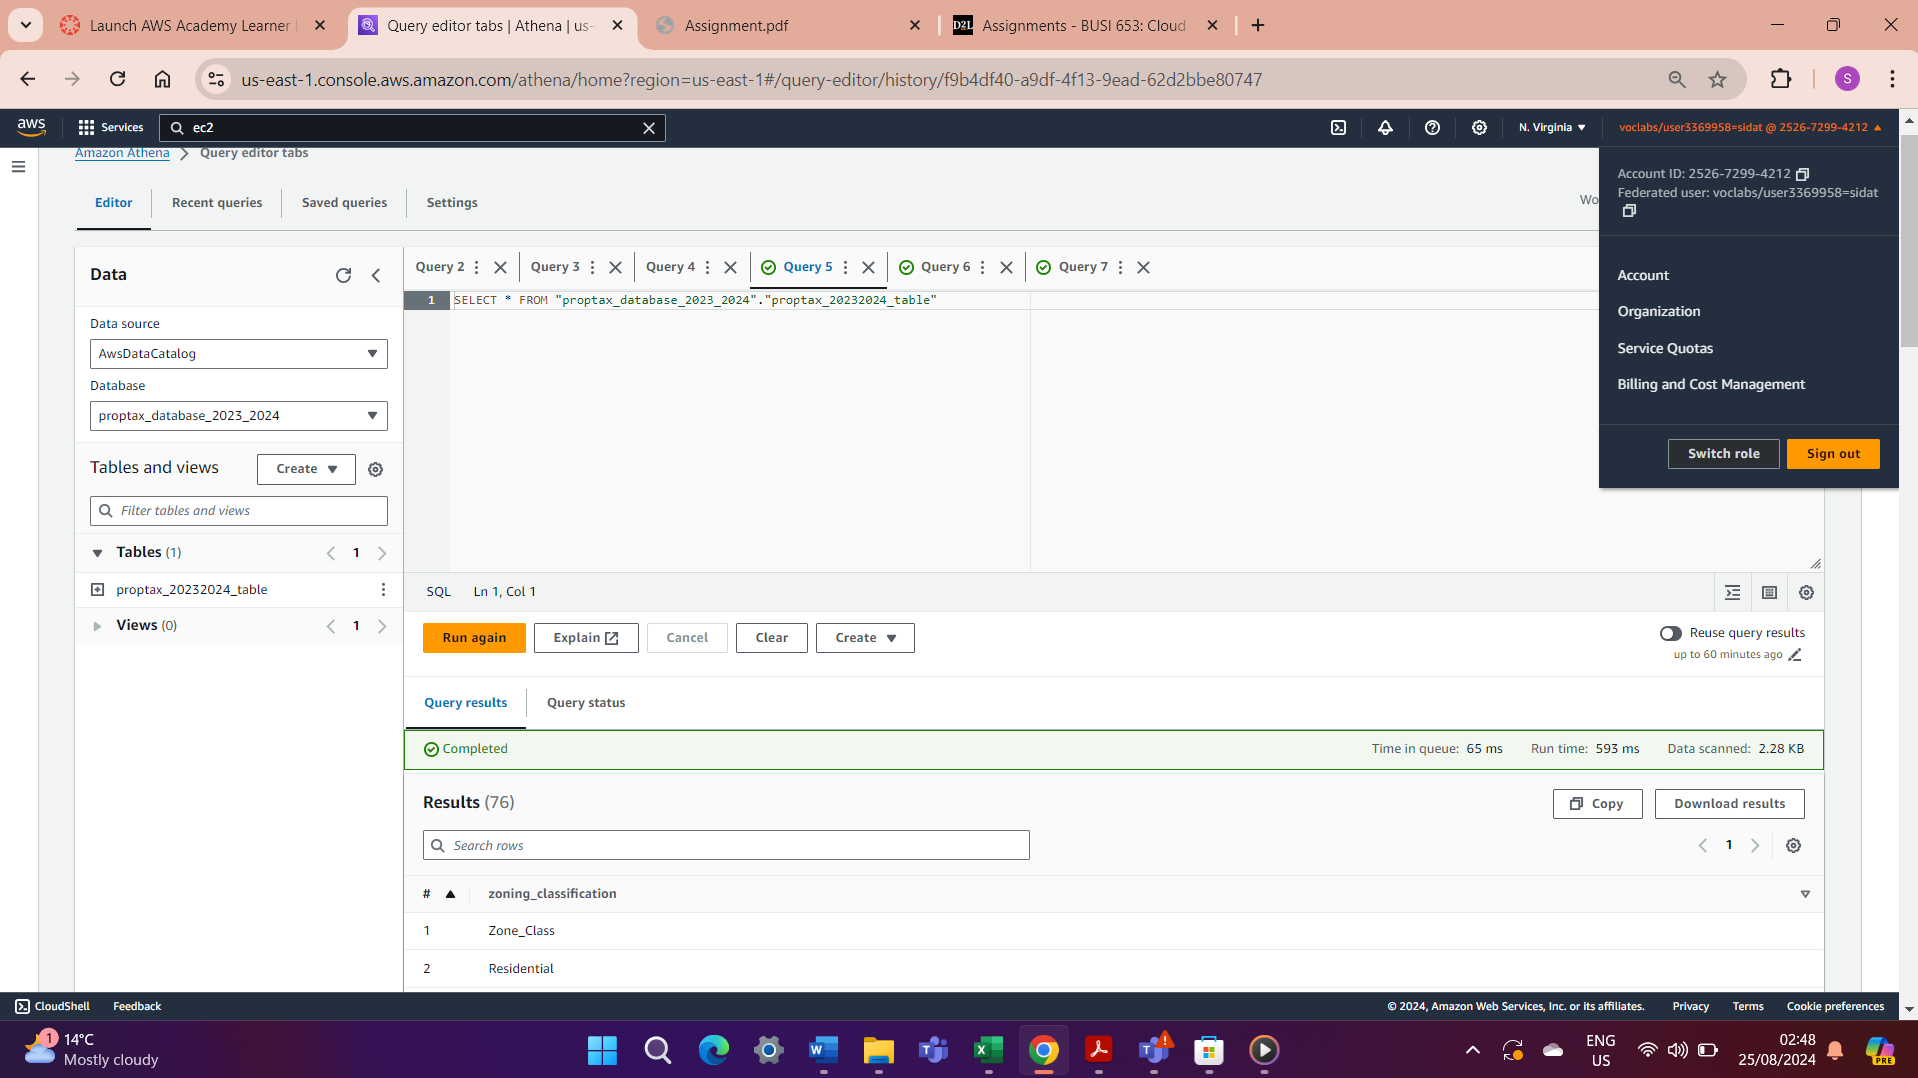 Launch AWS Academy Learner L
Query editor tabs | Athena | us-
Assignment.pdf
D2L
Assignments - BUSI 653: Cloud
us-east-1.console.aws.amazon.com/athena/home?region=us-east-1#/query-editor/history/f9b4df40-a9df-4f13-9ead-62d2bbe80747
S
aws
Services
ec2
N. Virginia
voclabs/user3369958=sidat @ 2526-7299-4212
Amazon Athena
Query editor tabs
Account ID: 2526-7299-4212
Federated user: voclabs/user3369958=sidat
Editor
Recent queries
Saved queries
Settings
Wo
Account
Organization
Service Quotas
Billing and Cost Management
Switch role
Sign out
Data
Query 2
Query 3
Query 4
Query 5
Query 6
Query 7
1
SELECT * FROM "proptax_database_2023_2024"."proptax_20232024_table"
Data source
AwsDataCatalog
Database
proptax_database_2023_2024
Tables and views
Create
Filter tables and views
Tables (1)
1
proptax_20232024_table
Views (0)
1
SQL
Ln 1, Col 1
Run again
Explain
Cancel
Clear
Create
Reuse query results
up to 60 minutes ago
Query results
Query status
Completed
Time in queue: 65 ms
Run time: 593 ms
Data scanned: 2.28 KB
Results (76)
Copy
Download results
Search rows
1
#
zoning_classification
1
Zone_Class
2
Residential
CloudShell
Feedback
© 2024, Amazon Web Services, Inc. or its affiliates.
Privacy
Terms
Cookie preferences
1
14°C
Mostly cloudy
ENG
US
02:48
25/08/2024
PRE